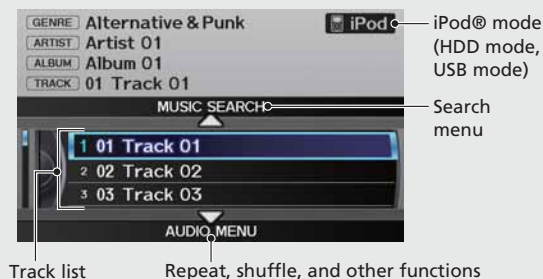 GENRE Alternative & Punk
iPod
ARTIST Artist 01
ALBUM Album 01
TRACK 01 Track 01
MUSIC SEARCH
1 01 Track 01
2 02 Track 02
3 03 Track 03
AUDIO MENU
iPod® mode
(HDD mode,
USB mode)
Search
menu
Track list
Repeat, shuffle, and other functions